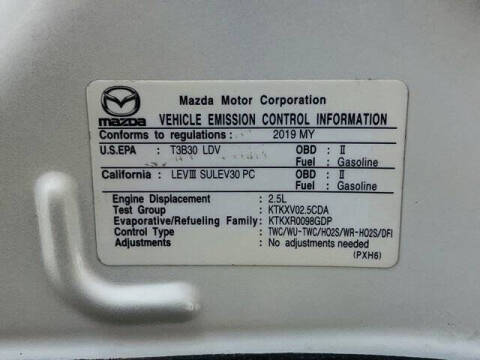 Mazda Motor Corporation
mazda VEHICLE EMISSION CONTROL INFORMATION
Conforms to regulations: 2019 MY
U.S.EPA : T3B30 LDV OBD : II
Fuel : Gasoline
California : LEVIII SULEV30 PC OBD : II
Fuel : Gasoline
Engine Displacement : 2.5L
Test Group : KTKXV02.5CDA
Evaporative/Refueling Family: KTKXR0098GDP
Control Type : TWC/WU-TWC/HO2S/WR-HO2S/DFI
Adjustments : No adjustments needed
(PXH6)